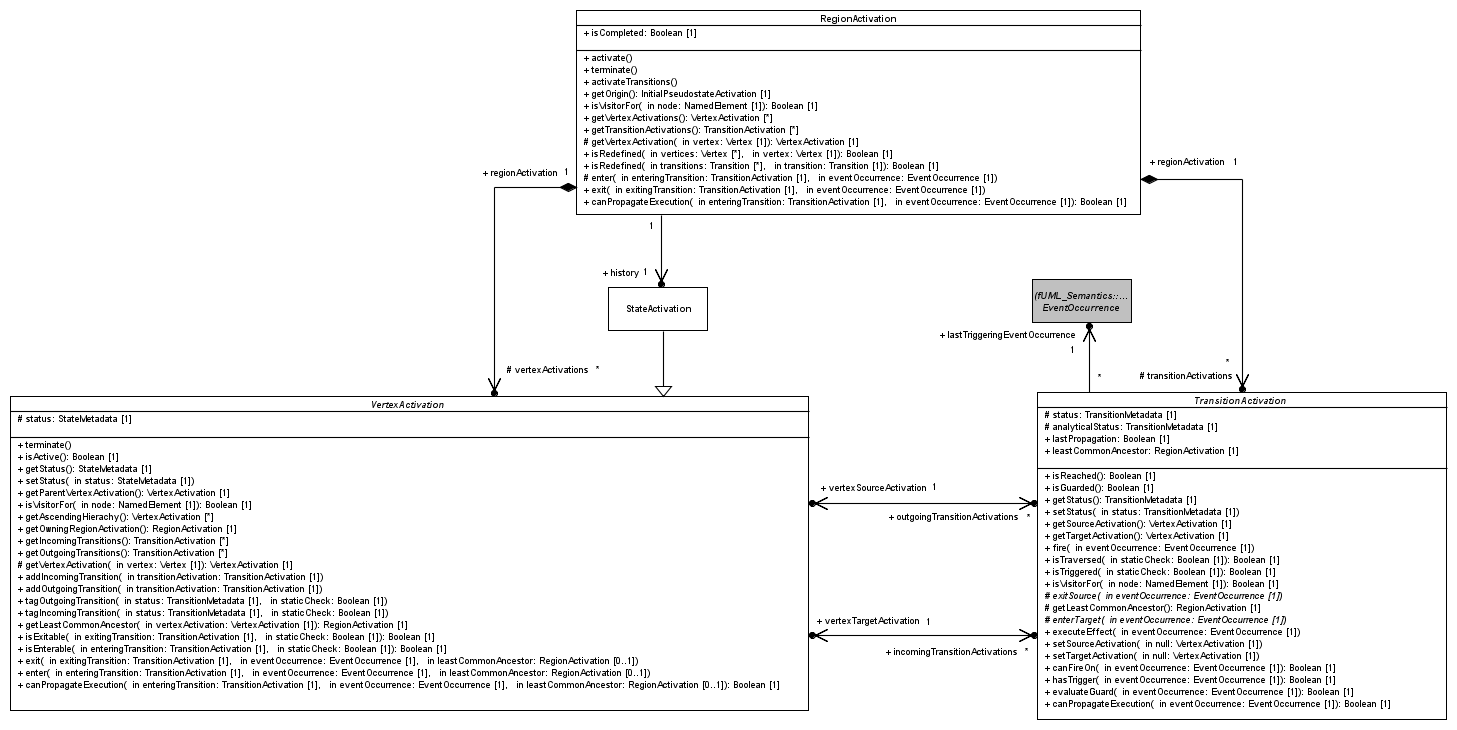 RegionActivation
+ isCompleted: Boolean [1]
+ activate()
+ terminate()
+ activateTransitions()
+ getOrigin(): InitialPseudostateActivation [1]
+ isVisitorFor( in node: NamedElement [1]): Boolean [1]
+ getVertexActivations(): VertexActivation [*]
+ getTransitionActivations(): TransitionActivation [*]
# getVertexActivation( in vertex: Vertex [1]): VertexActivation [1]
+ isRedefined( in vertices: Vertex [*], in vertex: Vertex [1]): Boolean [1]
+ isRedefined( in transitions: Transition [*], in transition: Transition [1]): Boolean [1]
# enter( in enteringTransition: TransitionActivation [1], in eventOccurrence: EventOccurrence [1])
+ exit( in exitingTransition: TransitionActivation [1], in eventOccurrence: EventOccurrence [1])
+ canPropagateExecution( in enteringTransition: TransitionActivation [1], in eventOccurrence: EventOccurrence [1]): Boolean [1]
+ regionActivation 1
+ regionActivation 1
1
+ history 1
StateActivation
(fUML_Semantics::...
EventOccurrence
+ lastTriggeringEventOccurrence
1
*
# vertexActivations *
*
# transitionActivations
VertexActivation
# status: StateMetadata [1]
+ terminate()
+ isActive(): Boolean [1]
+ getStatus(): StateMetadata [1]
+ setStatus( in status: StateMetadata [1])
+ getParentVertexActivation(): VertexActivation [1]
+ isVisitorFor( in node: NamedElement [1]): Boolean [1]
+ getAscendingHierachy(): VertexActivation [*]
+ getOwningRegionActivation(): RegionActivation [1]
+ getIncomingTransitions(): TransitionActivation [*]
+ getOutgoingTransitions(): TransitionActivation [*]
# getVertexActivation( in vertex: Vertex [1]): VertexActivation [1]
+ addIncomingTransition( in transitionActivation: TransitionActivation [1])
+ addOutgoingTransition( in transitionActivation: TransitionActivation [1])
+ tagOutgoingTransition( in status: TransitionMetadata [1], in staticCheck: Boolean [1])
+ tagIncomingTransition( in status: TransitionMetadata [1], in staticCheck: Boolean [1])
+ getLeastCommonAncestor( in vertexActivation: VertexActivation [1]): RegionActivation [1]
+ isExitable( in exitingTransition: TransitionActivation [1], in staticCheck: Boolean [1]): Boolean [1]
+ isEnterable( in enteringTransition: TransitionActivation [1], in staticCheck: Boolean [1]): Boolean [1]
+ exit( in exitingTransition: TransitionActivation [1], in eventOccurrence: EventOccurrence [1], in leastCommonAncestor: RegionActivation [0..1])
+ enter( in enteringTransition: TransitionActivation [1], in eventOccurrence: EventOccurrence [1], in leastCommonAncestor: RegionActivation [0..1])
+ canPropagateExecution( in enteringTransition: TransitionActivation [1], in eventOccurrence: EventOccurrence [1], in leastCommonAncestor: RegionActivation [0..1]): Boolean [1]
+ vertexSourceActivation 1
+ outgoingTransitionActivations *
+ vertexTargetActivation 1
+ incomingTransitionActivations *
TransitionActivation
# status: TransitionMetadata [1]
# analyticalStatus: TransitionMetadata [1]
+ lastPropagation: Boolean [1]
+ leastCommonAncestor: RegionActivation [1]
+ isReached(): Boolean [1]
+ isGuarded(): Boolean [1]
+ getStatus(): TransitionMetadata [1]
+ setStatus( in status: TransitionMetadata [1])
+ getSourceActivation(): VertexActivation [1]
+ getTargetActivation(): VertexActivation [1]
+ fire( in eventOccurrence: EventOccurrence [1])
+ isTraversed( in staticCheck: Boolean [1]): Boolean [1]
+ isTriggered( in staticCheck: Boolean [1]): Boolean [1]
+ isVisitorFor( in node: NamedElement [1]): Boolean [1]
# exitSource( in eventOccurrence: EventOccurrence [1])
# getLeastCommonAncestor(): RegionActivation [1]
# enterTarget( in eventOccurrence: EventOccurrence [1])
+ executeEffect( in eventOccurrence: EventOccurrence [1])
+ setSourceActivation( in null: VertexActivation [1])
+ setTargetActivation( in null: VertexActivation [1])
+ canFireOn( in eventOccurrence: EventOccurrence [1]): Boolean [1]
+ hasTrigger( in eventOccurrence: EventOccurrence [1]): Boolean [1]
+ evaluateGuard( in eventOccurrence: EventOccurrence [1]): Boolean [1]
+ canPropagateExecution( in eventOccurrence: EventOccurrence [1]): Boolean [1]